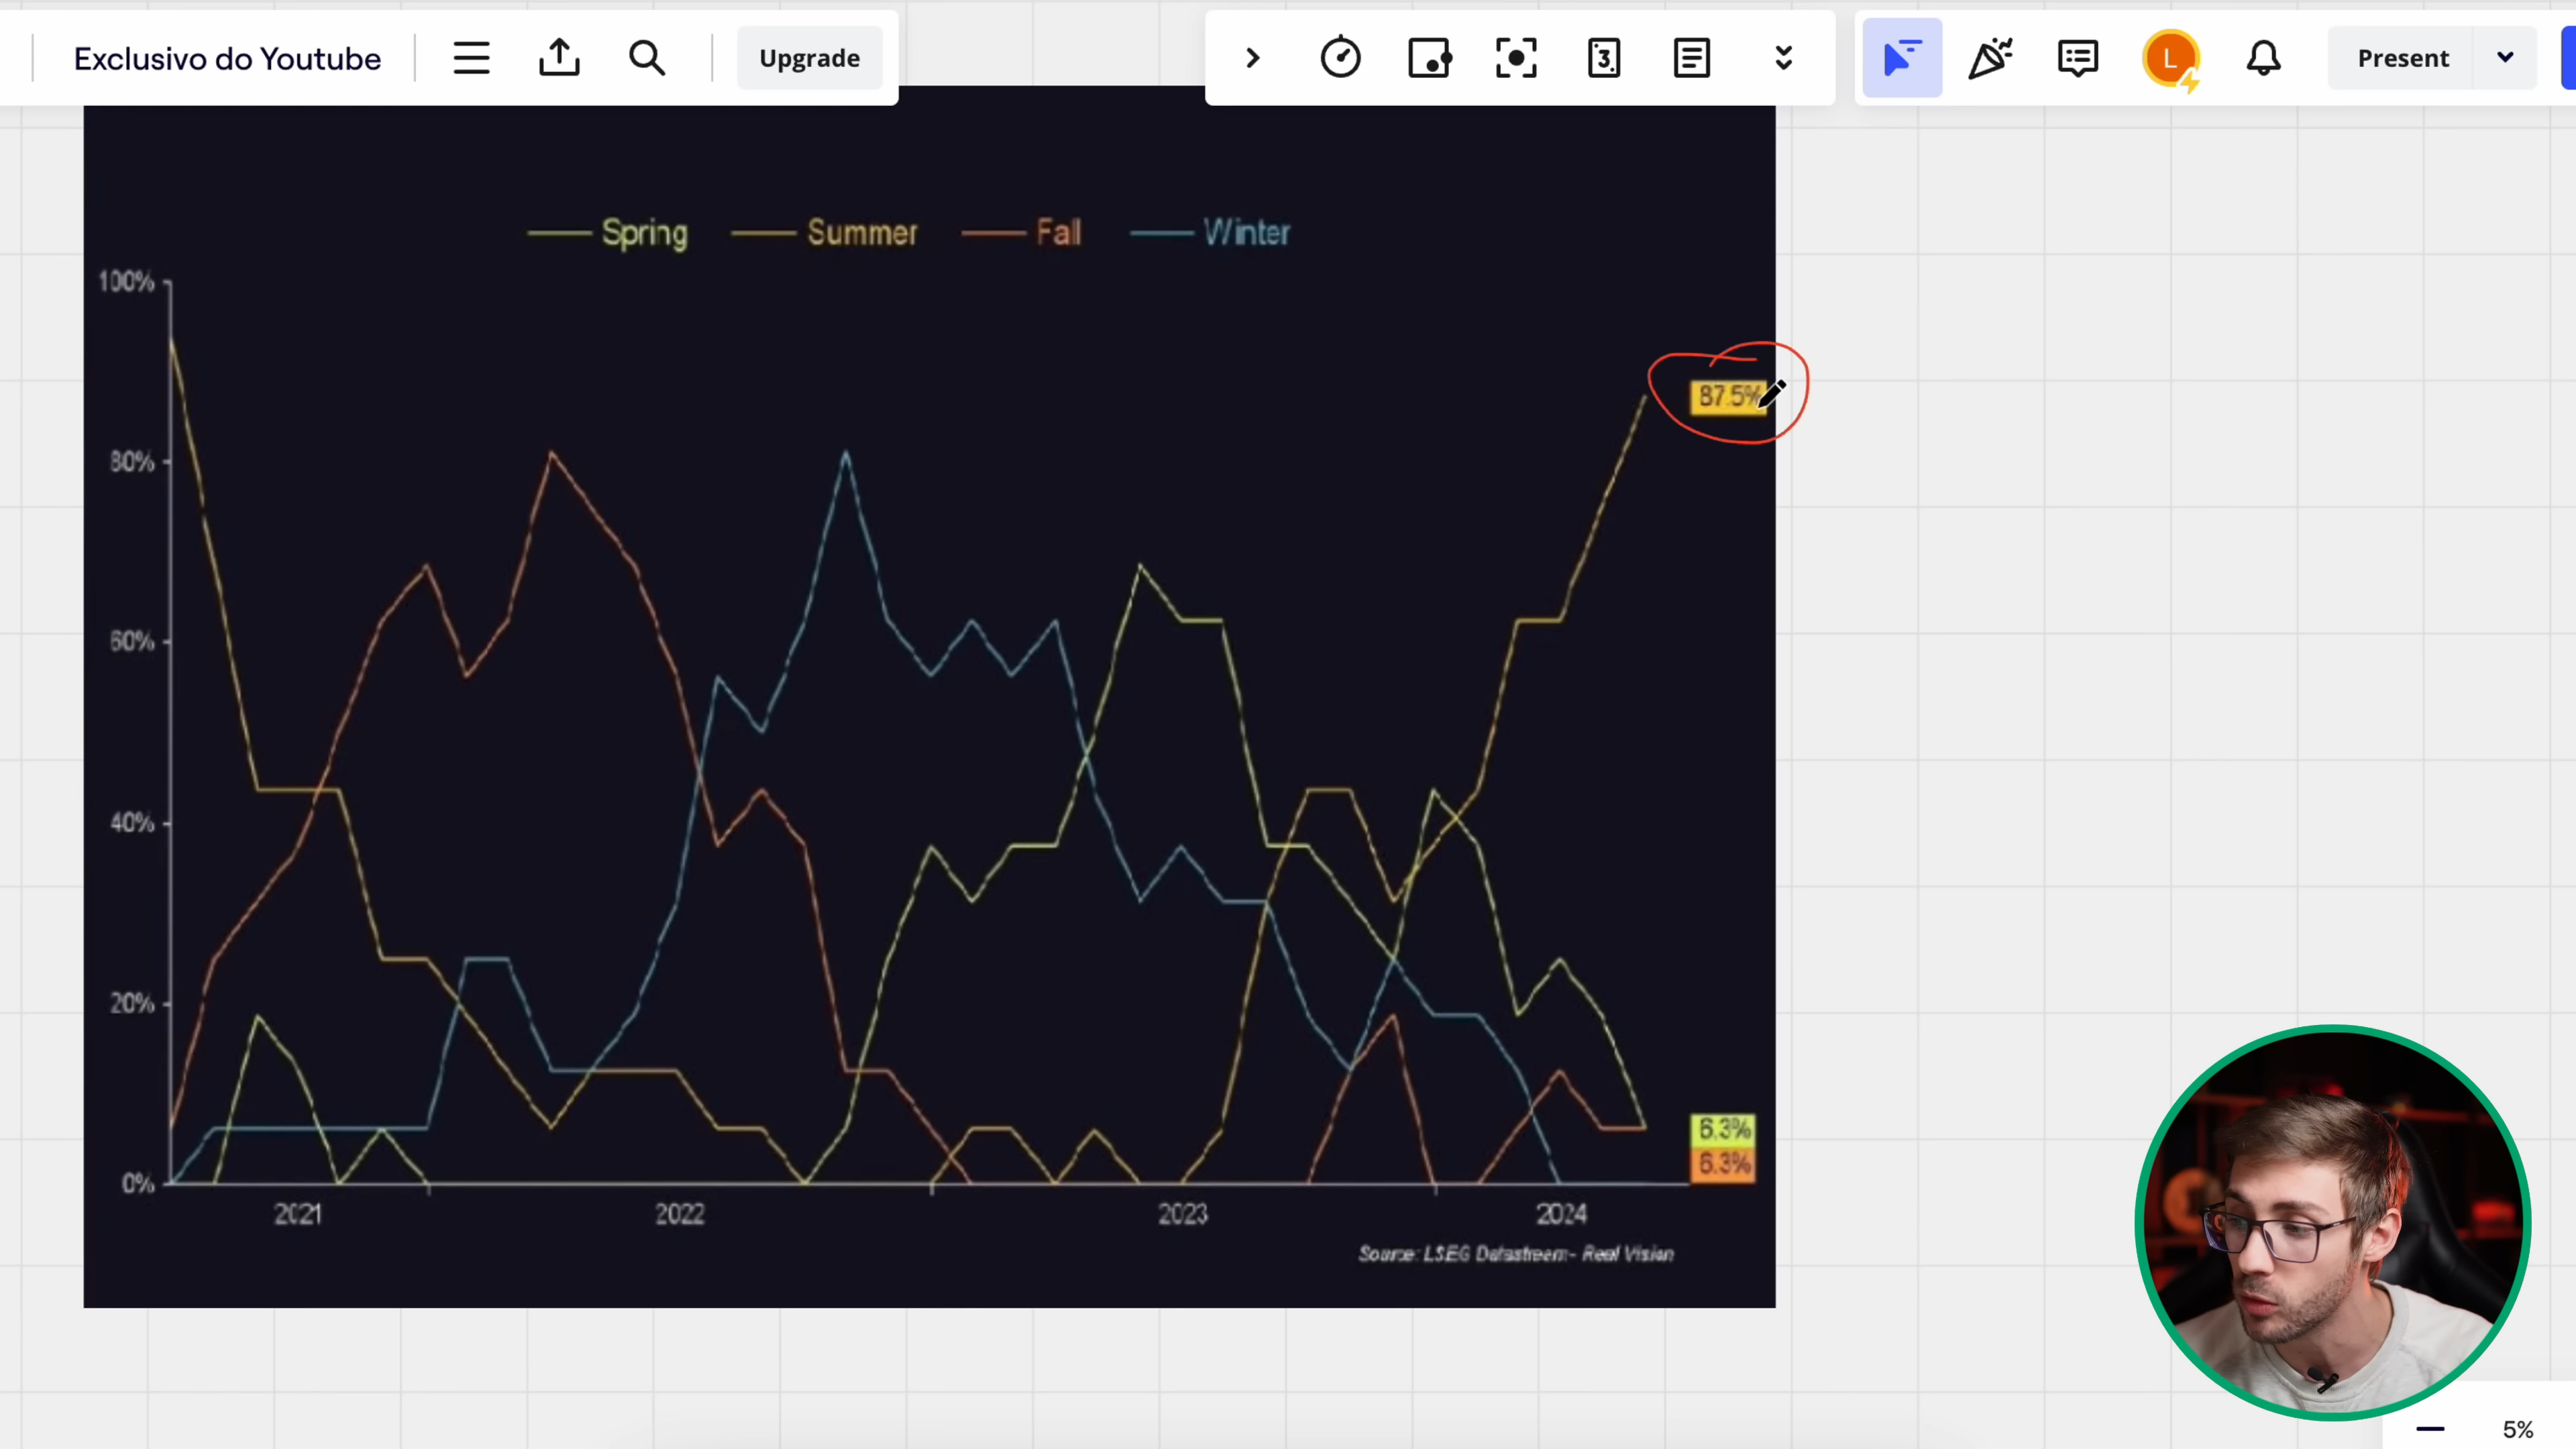 Exclusivo do Youtube
Upgrade
3
L
Present
Spring Summer Fall Winter
100%
80%
60%
40%
20%
0%
87.5%
6.3%
6.3%
2021 2022 2023 2024
Source: LSEG Datastream - Real Vision
5%